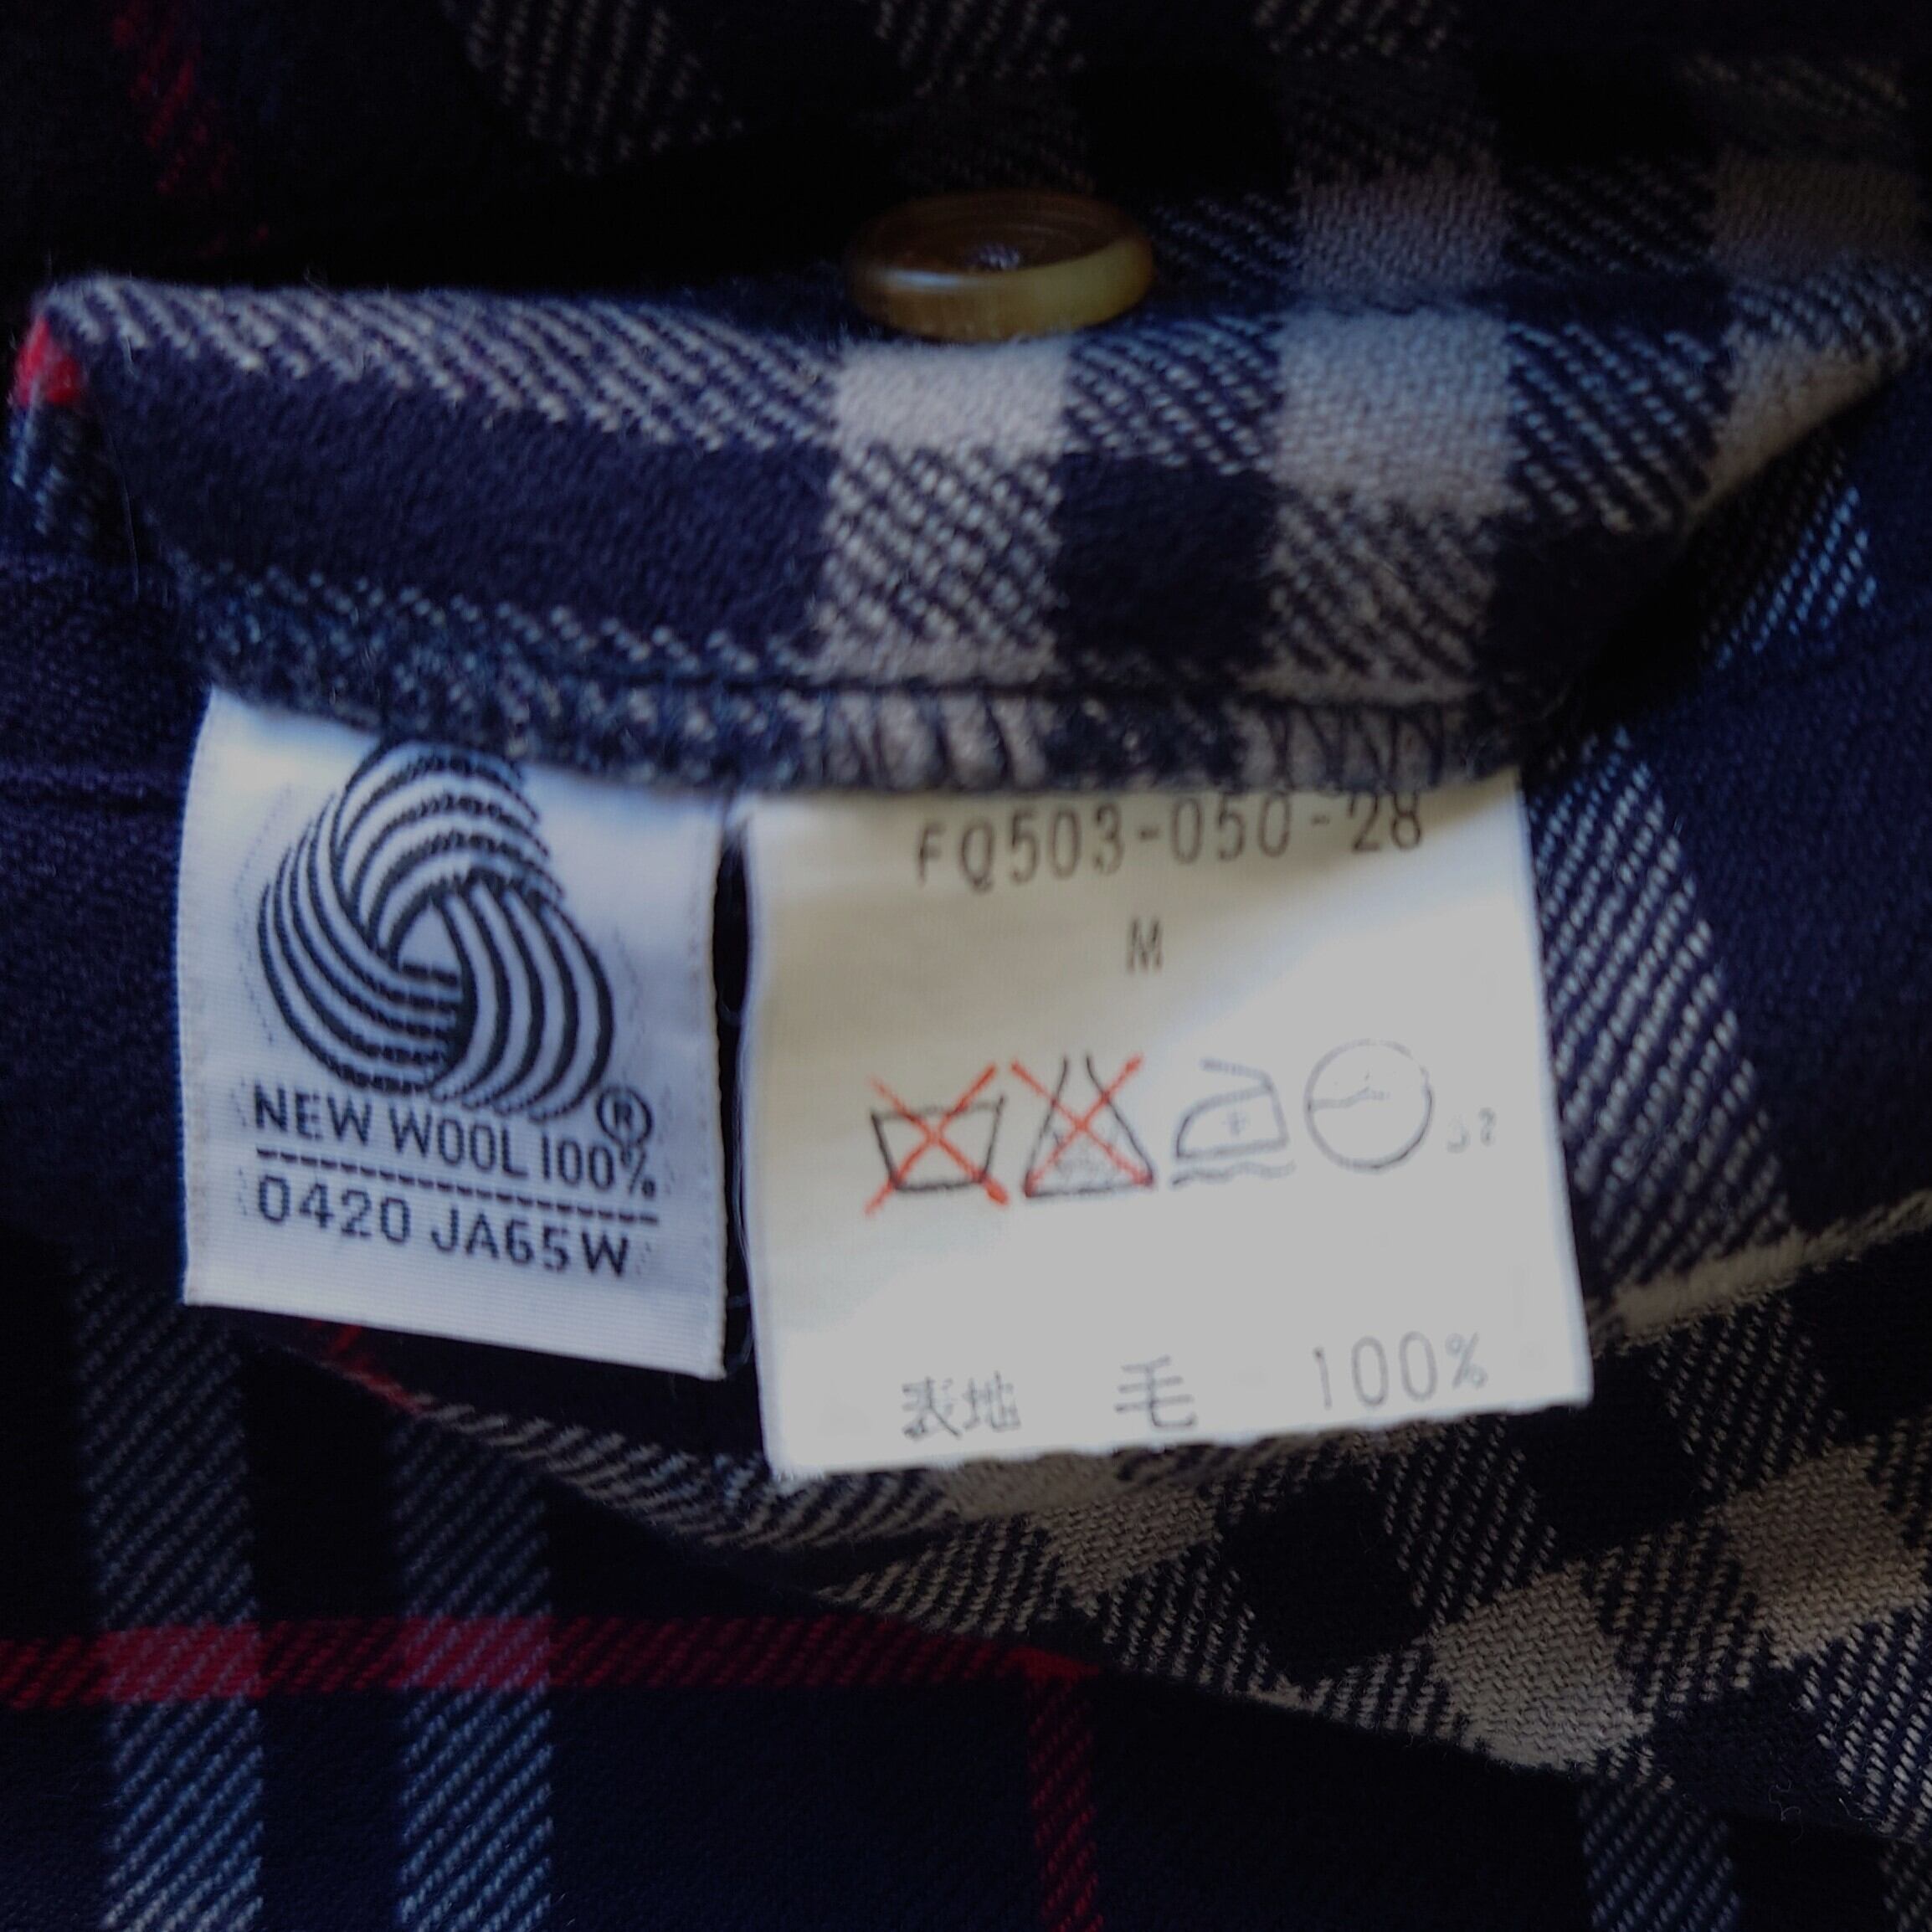 ®
NEW WOOL 100%
0420 JA65W
FQ503-050-28
M
表地 毛 100%